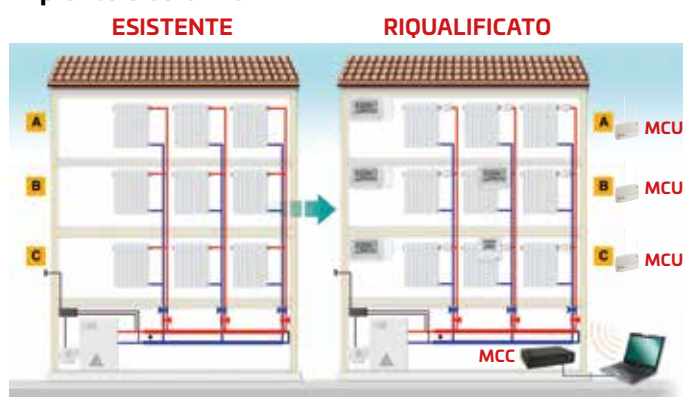 ESISTENTE
RIQUALIFICATO
A
B
C
A MCU
B MCU
C MCU
MCC